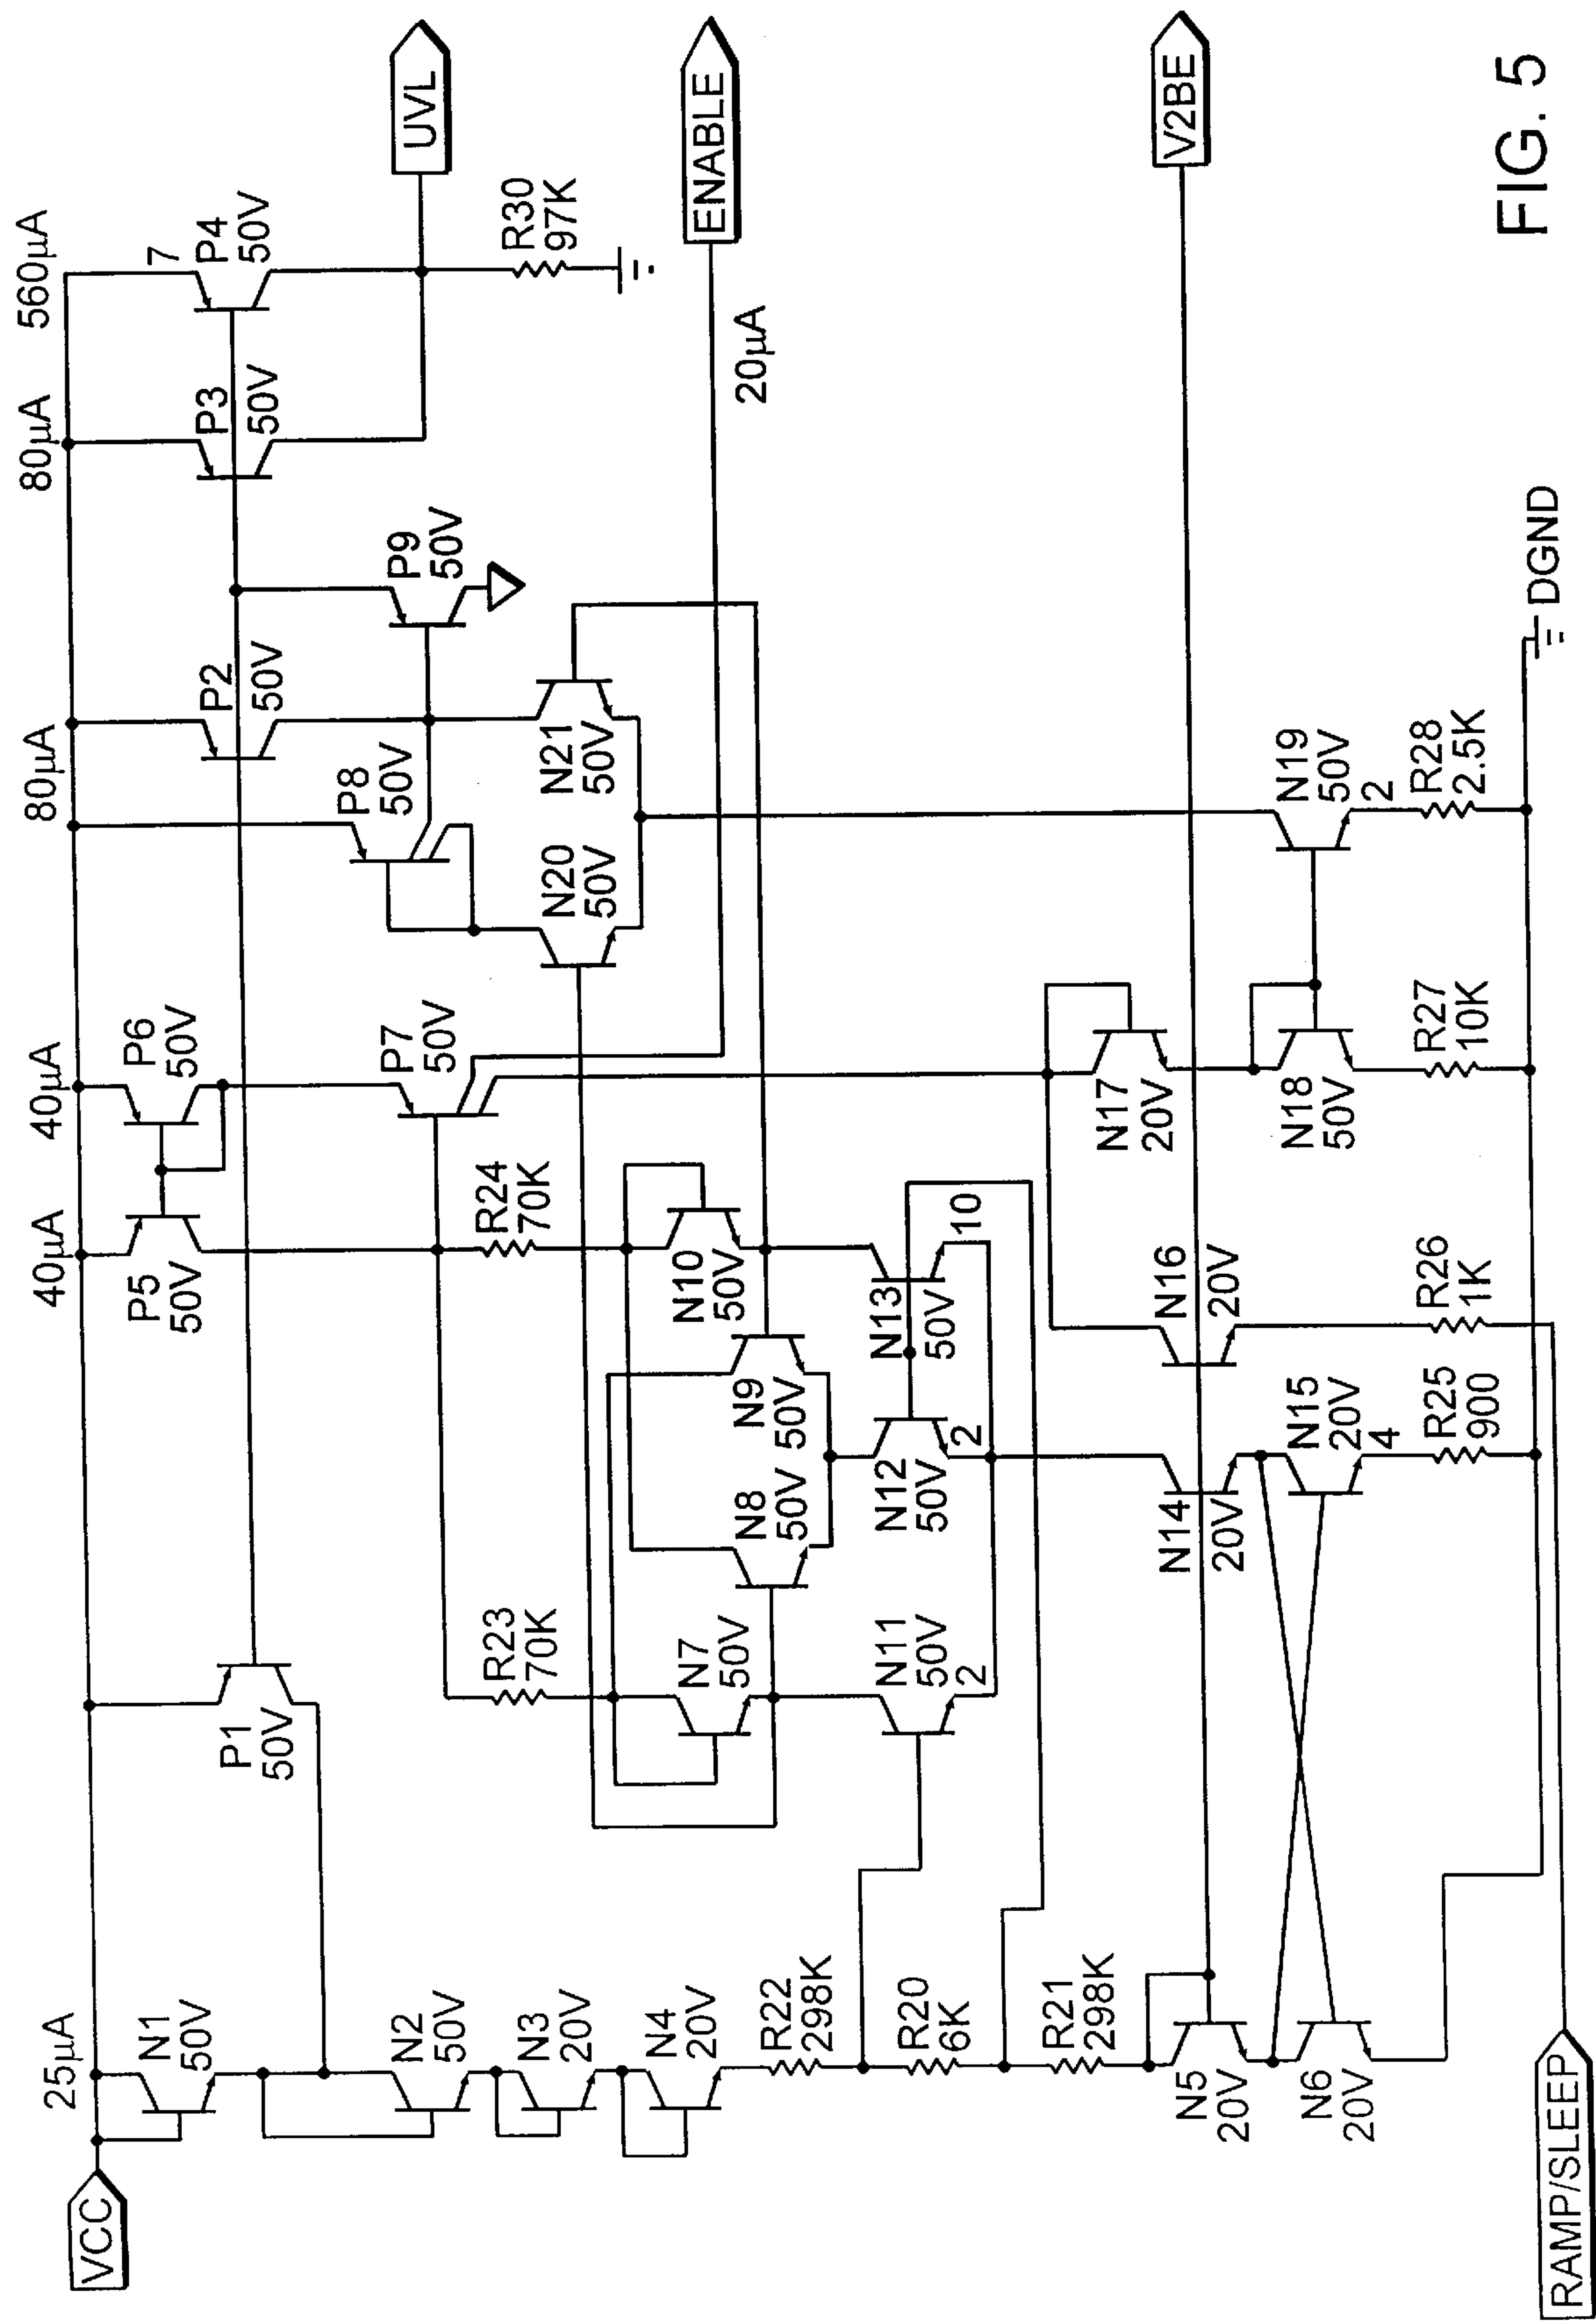 VCC
25μA
N1
50V
P1
50V
N2
50V
N3
20V
N4
20V
R22
298K
R20
6K
R21
298K
N5
20V
N6
20V
RAMP/SLEEP
40μA
P5
50V
40μA
P6
50V
P7
50V
R23
70K
R24
70K
N7
50V
N8
50V
N9
50V
N10
50V
N11
50V
2
N12
50V
2
N13
50V
10
N14
20V
N15
20V
4
R25
900
N16
20V
R26
1K
N17
20V
N18
50V
R27
10K
N19
50V
2
R28
2.5K
DGND
80μA
P2
50V
P8
50V
P9
50V
N20
50V
N21
50V
80μA
P3
50V
560μA
7
P4
50V
R30
97K
UVL
ENABLE
20μA
V2BE
FIG. 5